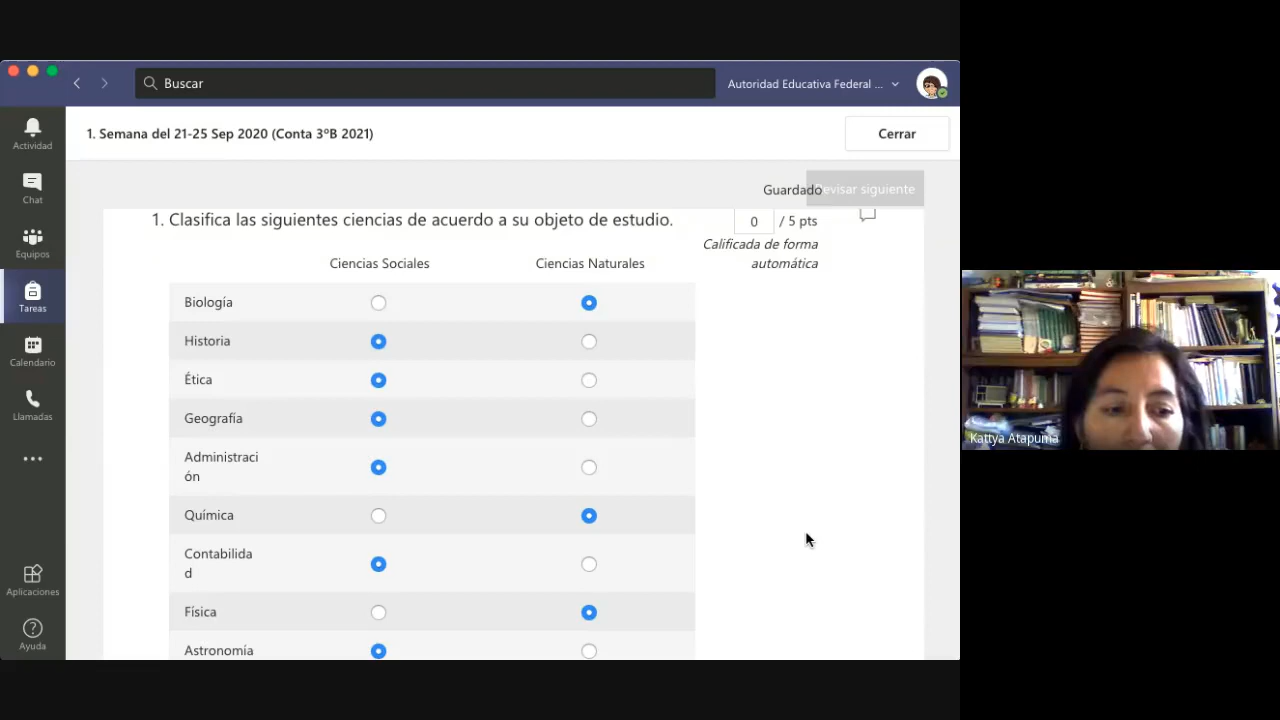 Buscar
Autoridad Educativa Federal ...
Actividad
Chat
Equipos
Tareas
Calendario
Llamadas
Aplicaciones
Ayuda
1. Semana del 21-25 Sep 2020 (Conta 3ºB 2021)
Cerrar
Guardado
siguiente
1. Clasifica las siguientes ciencias de acuerdo a su objeto de estudio.
0 / 5 pts
Calificada de forma
automática
Ciencias Sociales
Ciencias Naturales
Biología
Historia
Ética
Geografía
Administraci
ón
Química
Contabilida
d
Física
Astronomía
Kattya Atapuma